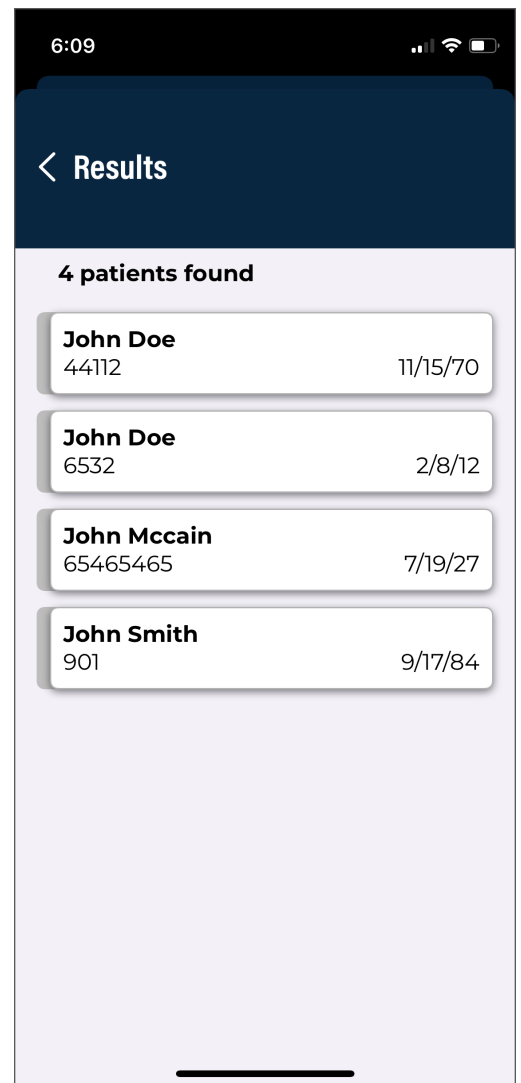 6:09
Results
4 patients found
John Doe
44112 11/15/70
John Doe
6532 2/8/12
John Mccain
65465465 7/19/27
John Smith
901 9/17/84